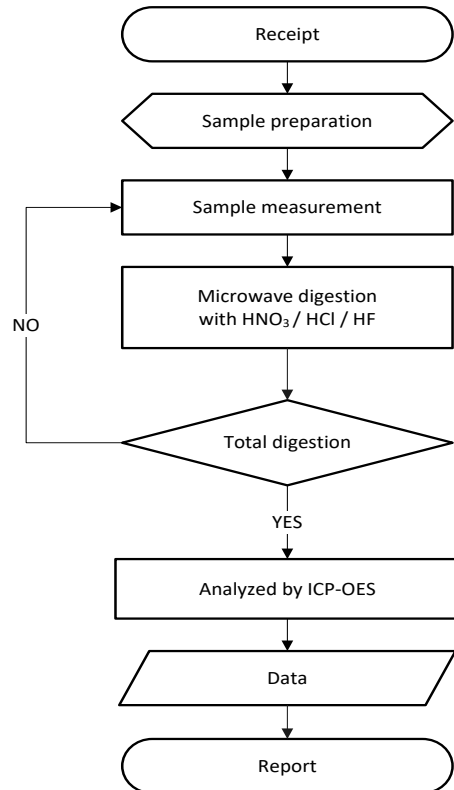 Receipt
Sample preparation
Sample measurement
Microwave digestion
with HNO₃ / HCl / HF
NO
Total digestion
YES
Analyzed by ICP-OES
Data
Report